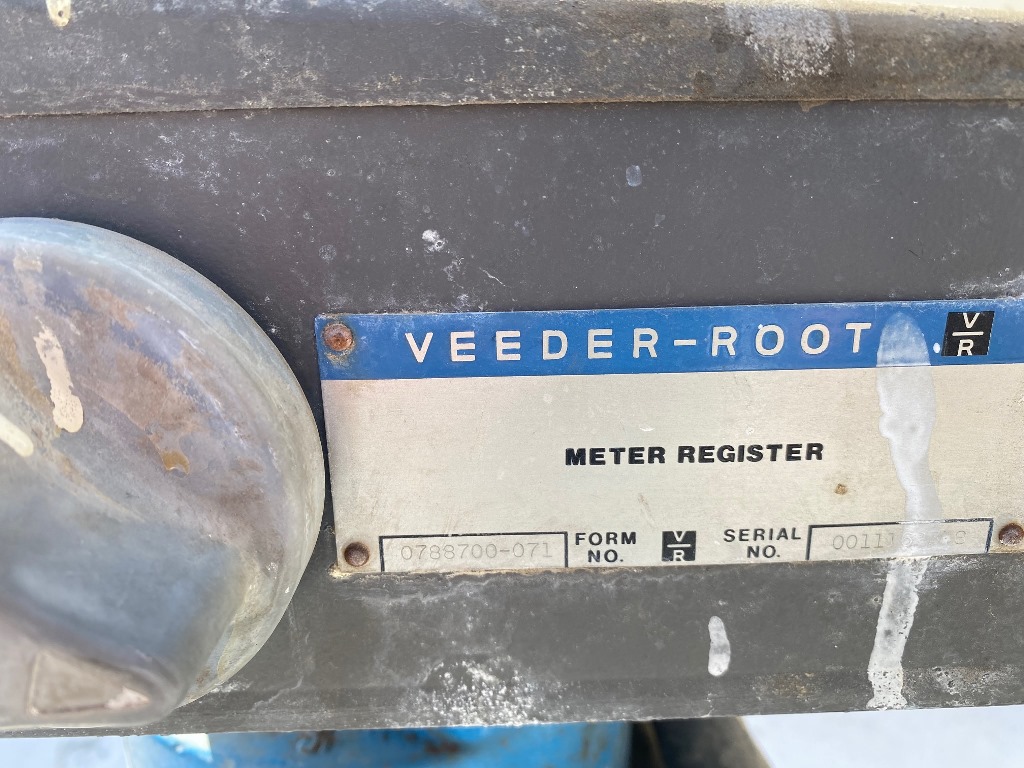 VEEDER-ROOT V/R
METER REGISTER
0788700-071 FORM NO. V/R SERIAL NO.